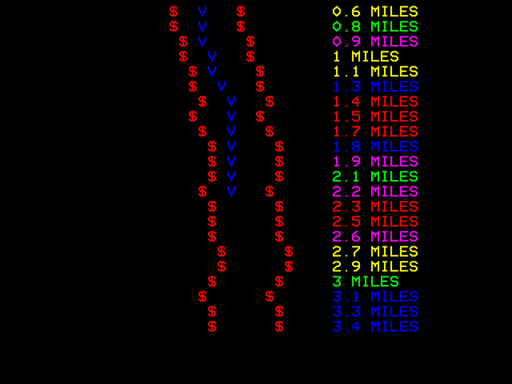 $ V $ 0.6 MILES
$ V $ 0.8 MILES
$ V $ 0.9 MILES
$ V $ 1 MILES
$ V $ 1.1 MILES
$ V $ 1.3 MILES
$ V $ 1.4 MILES
$ V $ 1.5 MILES
$ V $ 1.7 MILES
$ V $ 1.8 MILES
$ V $ 1.9 MILES
$ V $ 2.1 MILES
$ V $ 2.2 MILES
$ $ 2.3 MILES
$ $ 2.5 MILES
$ $ 2.6 MILES
$ $ 2.7 MILES
$ $ 2.9 MILES
$ $ 3 MILES
$ $ 3.1 MILES
$ $ 3.3 MILES
$ $ 3.4 MILES